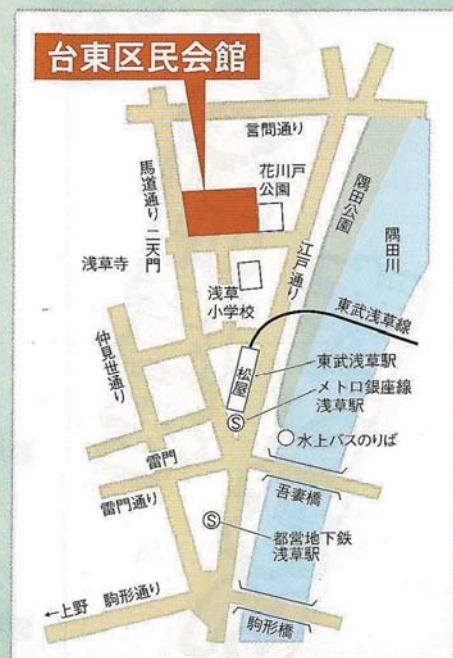 台東区民会館
言問通り
馬道通り 二天門
花川戸
公園
隅田公園
隅田川
江戸通り
浅草寺
浅草
小学校
東武浅草線
仲見世通り
松屋
東武浅草駅
メトロ銀座線
浅草駅
Ⓢ
水上バスのりば
雷門
雷門通り
吾妻橋
Ⓢ
都営地下鉄
浅草駅
←上野 駒形通り
駒形橋